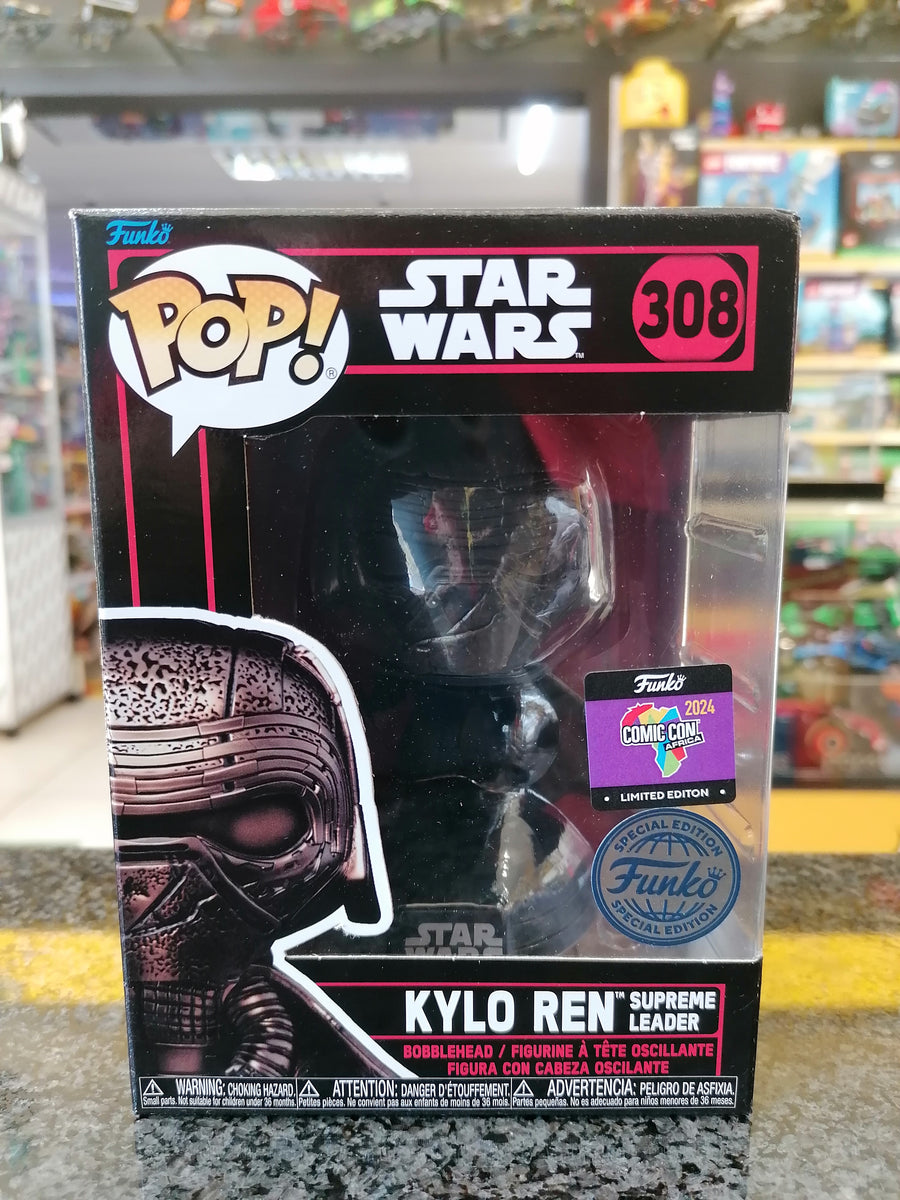 Funko
POP!®
STAR
WARS™
308
Funko
2024
COMIC CON
AFRICA
• LIMITED EDITON •
SPECIAL EDITION
Funko
SPECIAL EDITION
STAR
WARS
KYLO REN™ SUPREME
LEADER
BOBBLEHEAD / FIGURINE À TÊTE OSCILLANTE
FIGURA CON CABEZA OSCILANTE
WARNING: CHOKING HAZARD.
Small parts. Not suitable for children under 36 months.
ATTENTION: DANGER D'ÉTOUFFEMENT.
Petites pièces. Ne convient pas aux enfants de moins de 36 mois.
ADVERTENCIA: PELIGRO DE ASFIXIA.
Partes pequeñas. No es adecuado para niños menores de 36 meses.